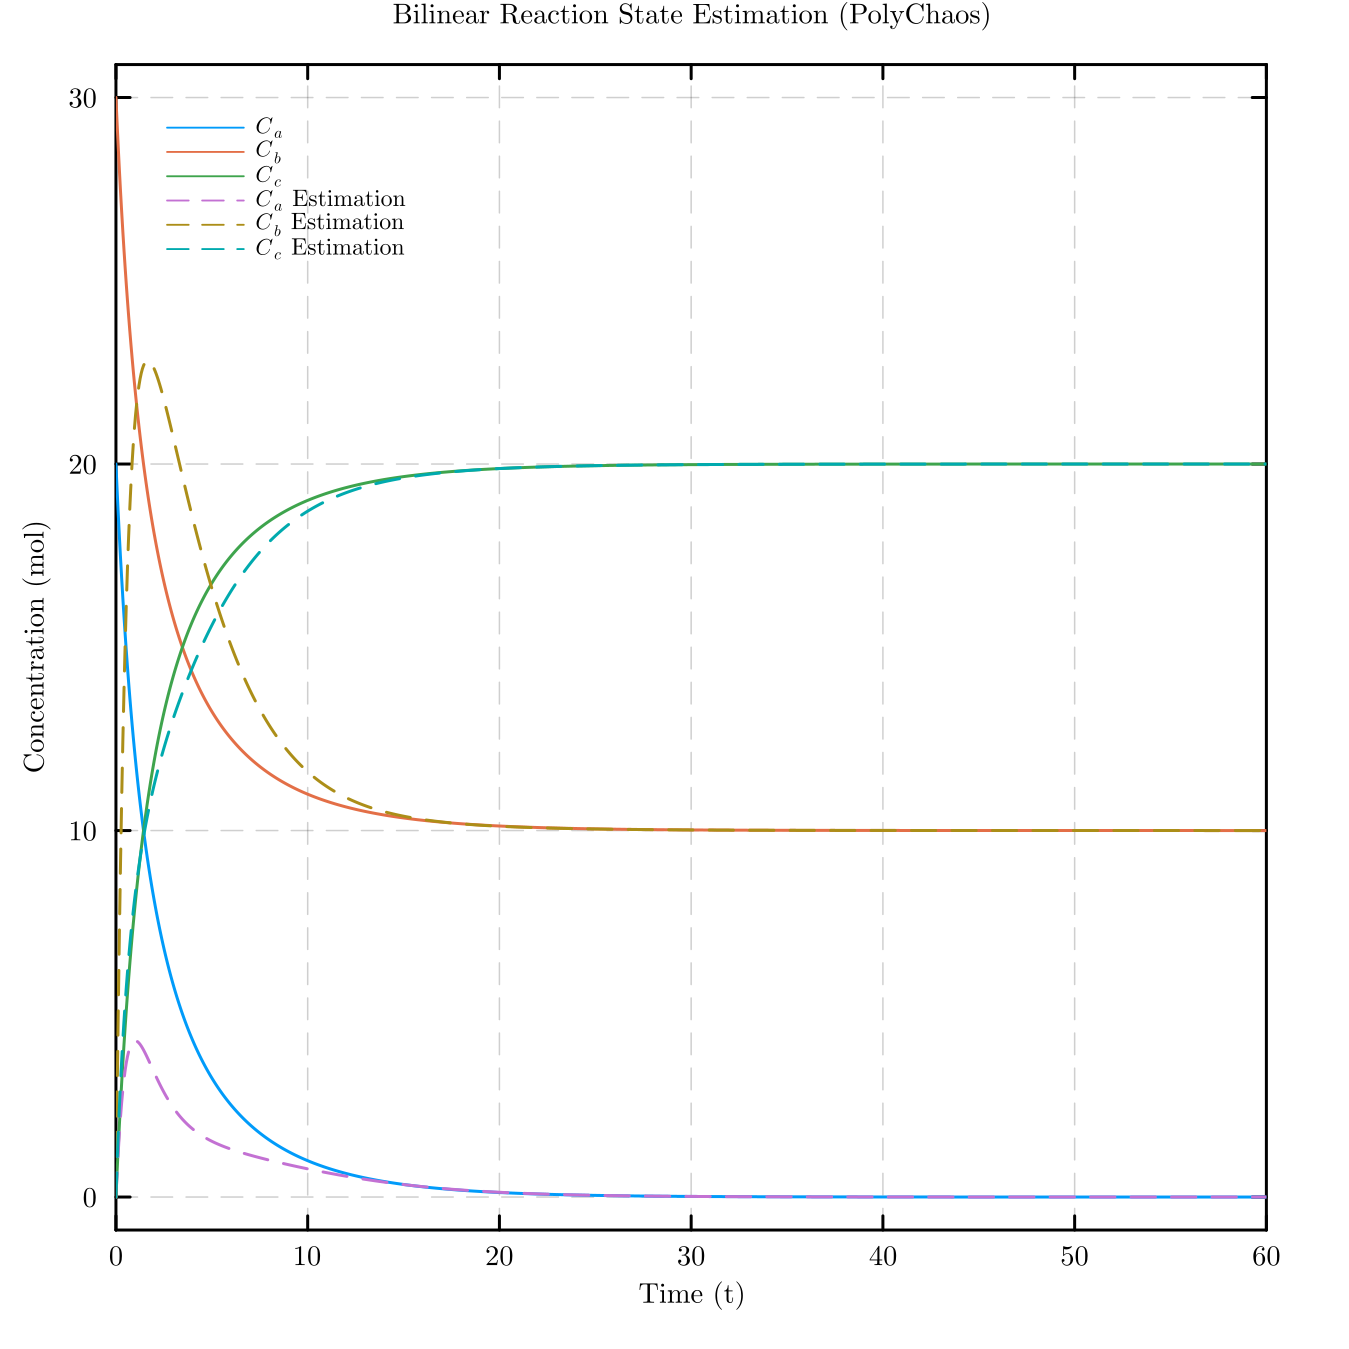 Bilinear Reaction State Estimation (PolyChaos)
30
C_a
C_b
C_c
C_a Estimation
C_b Estimation
C_c Estimation
20
Concentration (mol)
10
0
0 10 20 30 40 50 60
Time (t)